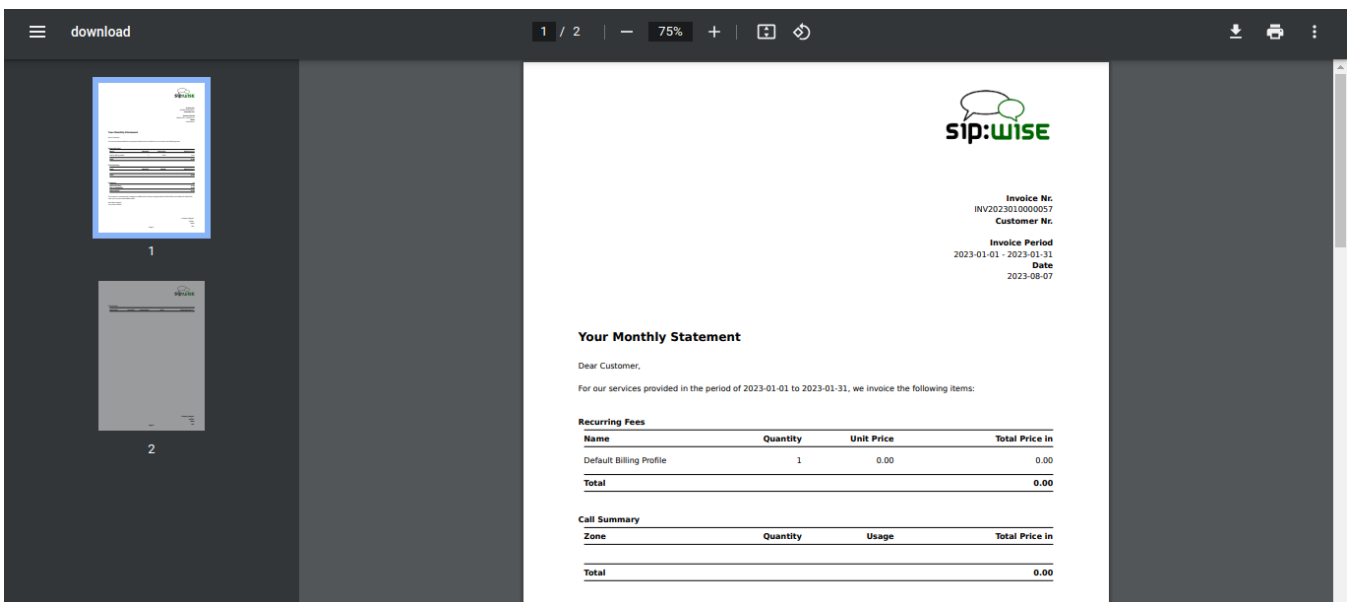 download
1 / 2
75%
1
2
sip:wise
Invoice Nr.
INV2023010000057
Customer Nr.
Invoice Period
2023-01-01 - 2023-01-31
Date
2023-08-07
Your Monthly Statement
Dear Customer,
For our services provided in the period of 2023-01-01 to 2023-01-31, we invoice the following items:
Recurring Fees
Name Quantity Unit Price Total Price in
Default Billing Profile 1 0.00 0.00
Total 0.00
Call Summary
Zone Quantity Usage Total Price in
Total 0.00